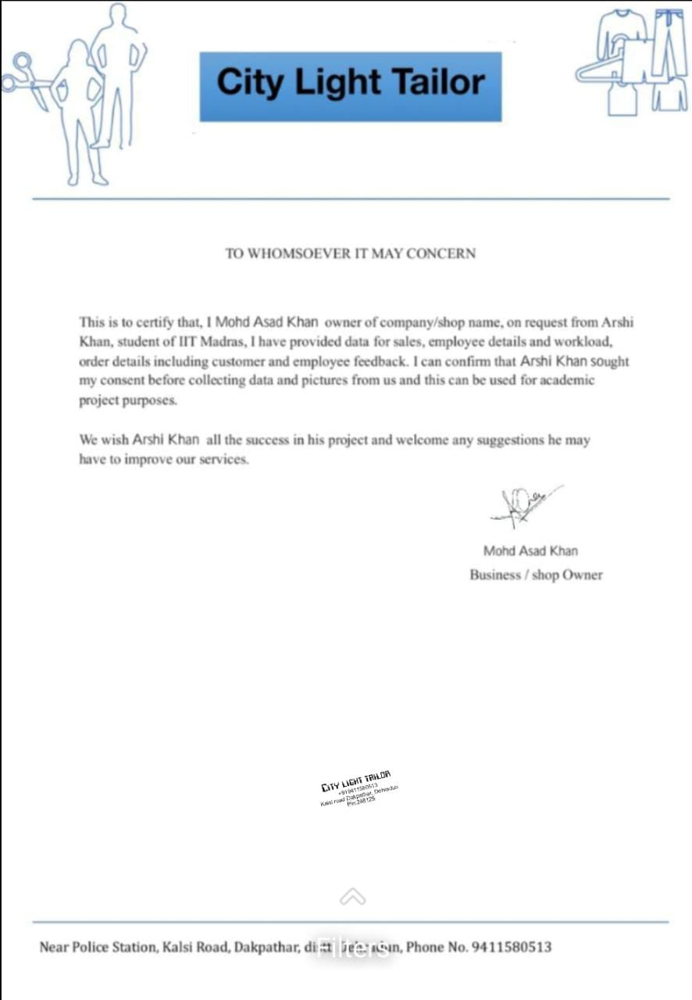 City Light Tailor
TO WHOMSOEVER IT MAY CONCERN
This is to certify that, I Mohd Asad Khan owner of company/shop name, on request from Arshi
Khan, student of IIT Madras, I have provided data for sales, employee details and workload,
order details including customer and employee feedback. I can confirm that Arshi Khan sought
my consent before collecting data and pictures from us and this can be used for academic
project purposes.
We wish Arshi Khan all the success in his project and welcome any suggestions he may
have to improve our services.
Mohd Asad Khan
Business / shop Owner
CITY LIGHT TAILOR
+919411580513
Kalsi road Dakpathar, Dehradun
Pin:248125
Filters
Near Police Station, Kalsi Road, Dakpathar, Phone No. 9411580513